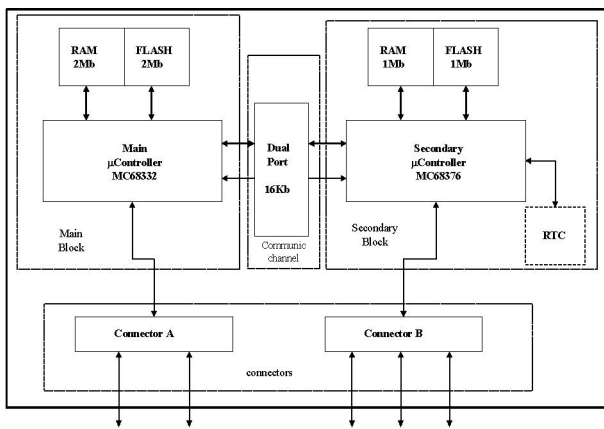 RAM
2Mb
FLASH
2Mb
RAM
1Mb
FLASH
1Mb
Main
μController
MC68332
Dual
Port
16Kb
Secondary
μController
MC68376
Main
Block
Communic
channel
Secondary
Block
RTC
Connector A
Connector B
connectors